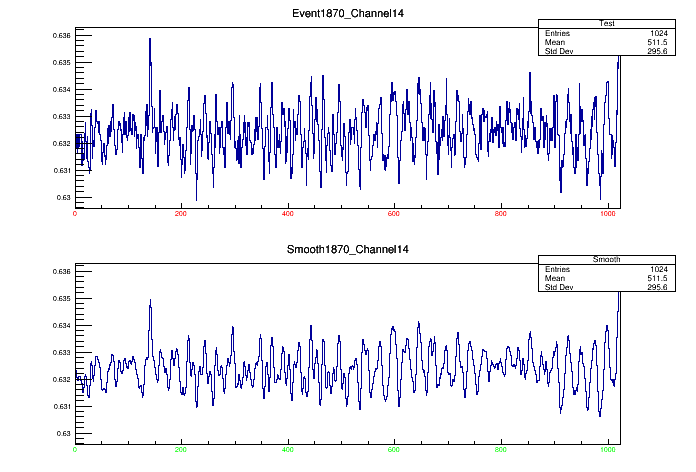 Event1870_Channel14
Test
Entries 1024
Mean 511.5
Std Dev 295.6
0.636
0.635
0.634
0.633
0.632
0.631
0.63
0 200 400 600 800 1000
Smooth1870_Channel14
Smooth
Entries 1024
Mean 511.5
Std Dev 295.6
0.636
0.635
0.634
0.633
0.632
0.631
0.63
0 200 400 600 800 1000